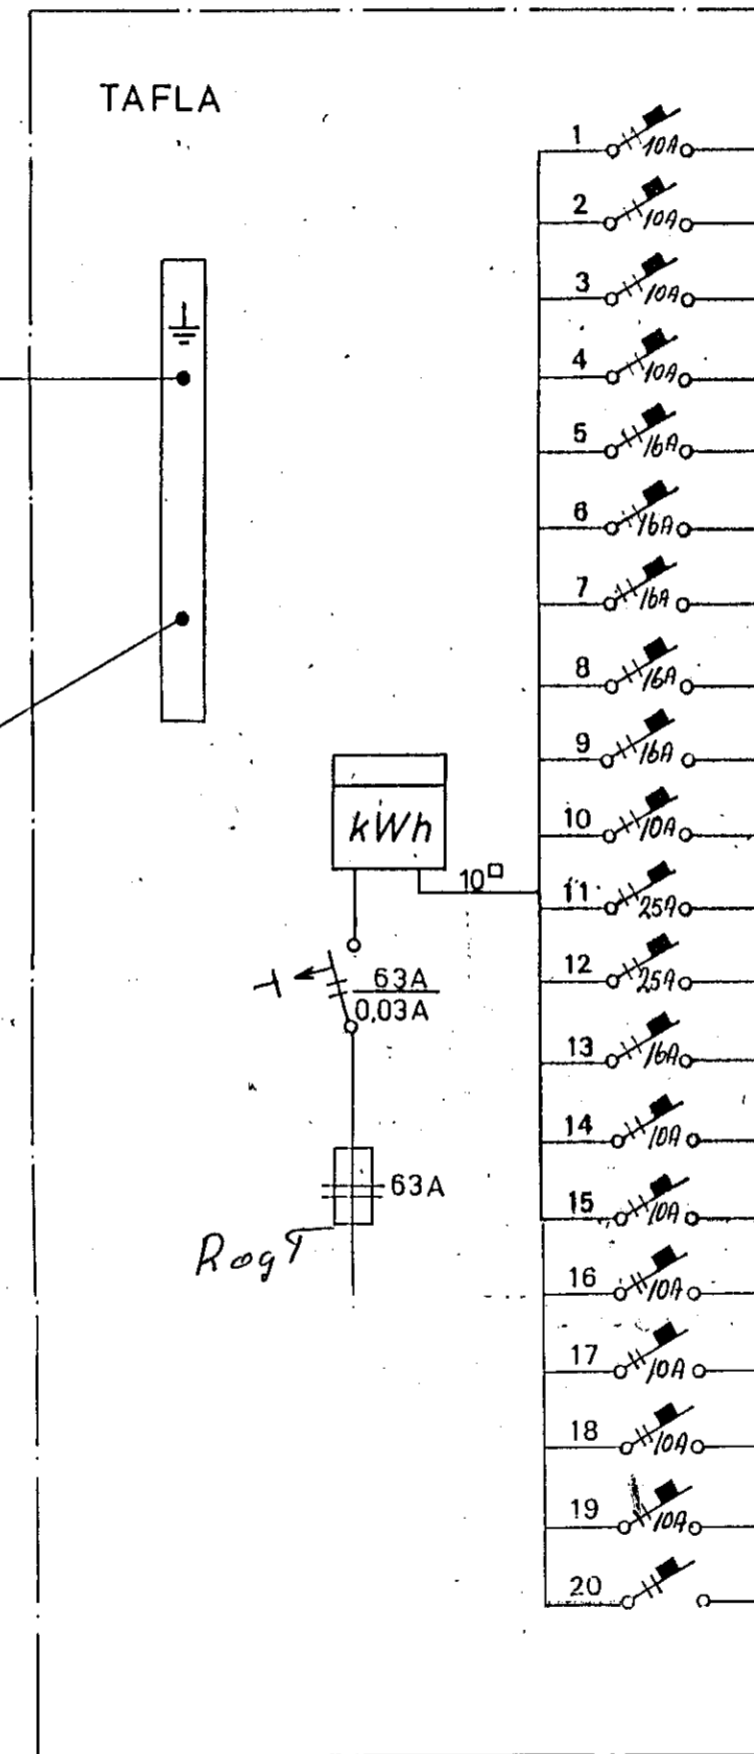 TAFLA
1 10A
2 10A
3 10A
4 10A
5 16A
6 16A
7 16A
8 16A
9 16A
kWh
10 10A
10□
11 25A
12 25A
63A
0,03A
13 16A
14 10A
63A
15 10A
R og T
16 10A
17 10A
18 10A
19 10A
20